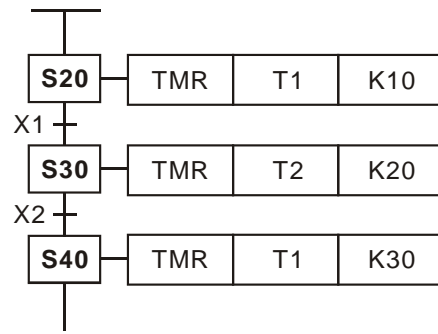 S20 TMR T1 K10
X1
S30 TMR T2 K20
X2
S40 TMR T1 K30